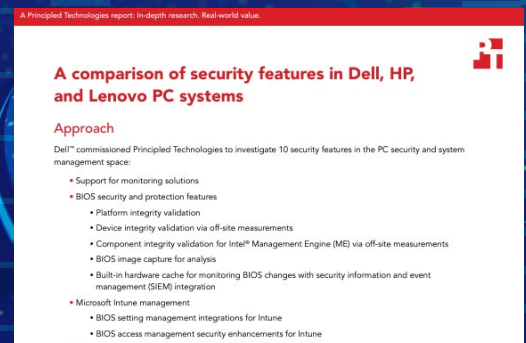 A Principled Technologies report: In-depth research. Real-world value.
A comparison of security features in Dell, HP,
and Lenovo PC systems
Approach
Dell™ commissioned Principled Technologies to investigate 10 security features in the PC security and system
management space:
• Support for monitoring solutions
• BIOS security and protection features
• Platform integrity validation
• Device integrity validation via off-site measurements
• Component integrity validation for Intel® Management Engine (ME) via off-site measurements
• BIOS image capture for analysis
• Built-in hardware cache for monitoring BIOS changes with security information and event
management (SIEM) integration
• Microsoft Intune management
• BIOS setting management integrations for Intune
• BIOS access management security enhancements for Intune